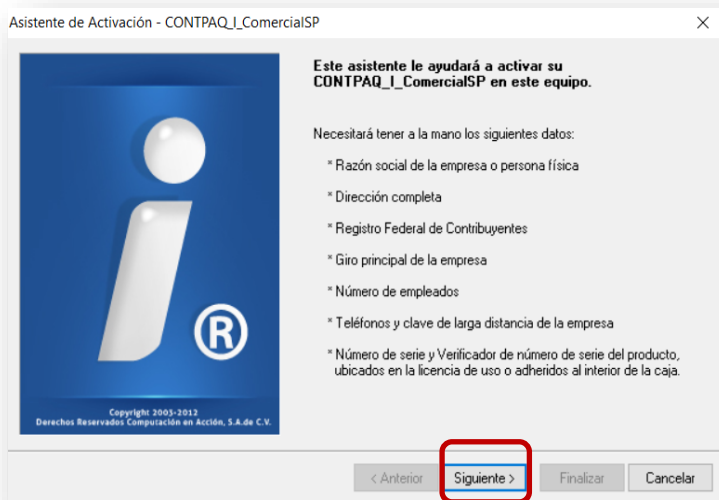 Asistente de Activación - CONTPAQ_I_ComercialSP
Este asistente le ayudará a activar su
CONTPAQ_I_ComercialSP en este equipo.
Necesitará tener a la mano los siguientes datos:
* Razón social de la empresa o persona física
* Dirección completa
* Registro Federal de Contribuyentes
* Giro principal de la empresa
* Número de empleados
* Teléfonos y clave de larga distancia de la empresa
* Número de serie y Verificador de número de serie del producto,
ubicados en la licencia de uso o adheridos al interior de la caja.
i®
Copyright 2003-2012
Derechos Reservados Computación en Acción, S.A.de C.V.
< Anterior Siguiente > Finalizar Cancelar